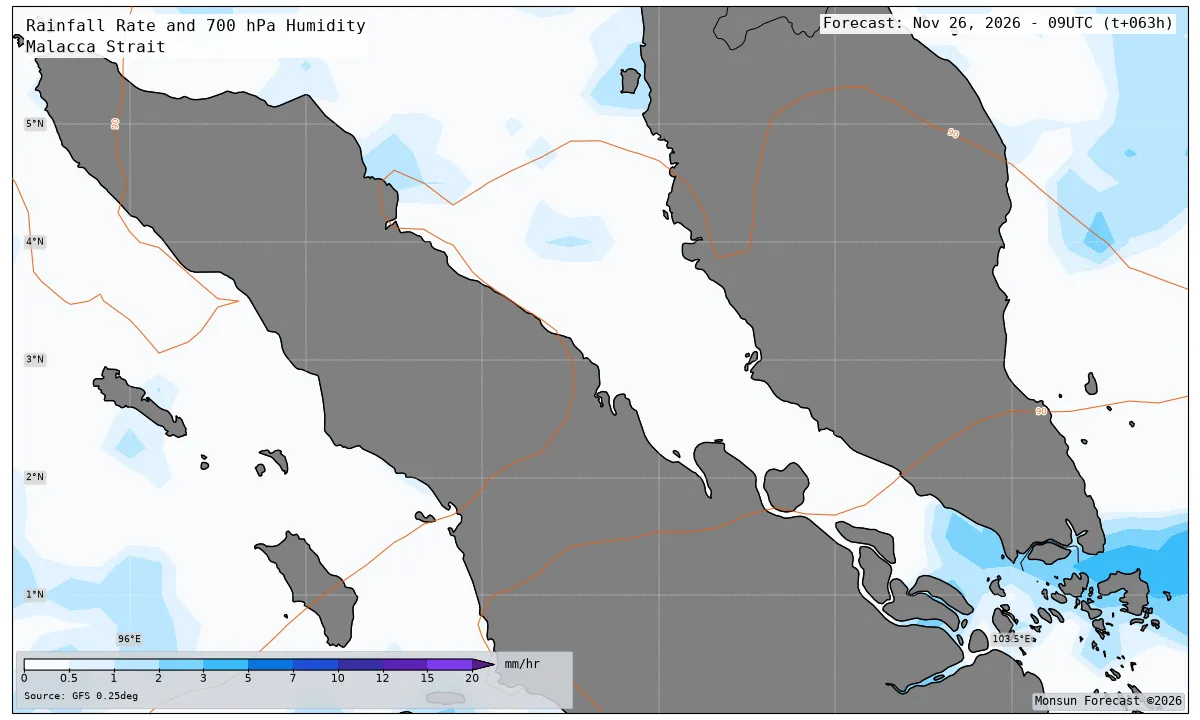 Rainfall Rate and 700 hPa Humidity
Malacca Strait
Forecast: Nov 26, 2026 - 09UTC (t+063h)
90
90
90
5°N
4°N
3°N
2°N
1°N
96°E
103.5°E
0 0.5 1 2 3 5 7 10 12 15 20
mm/hr
Source: GFS 0.25deg
Monsun Forecast ©2026